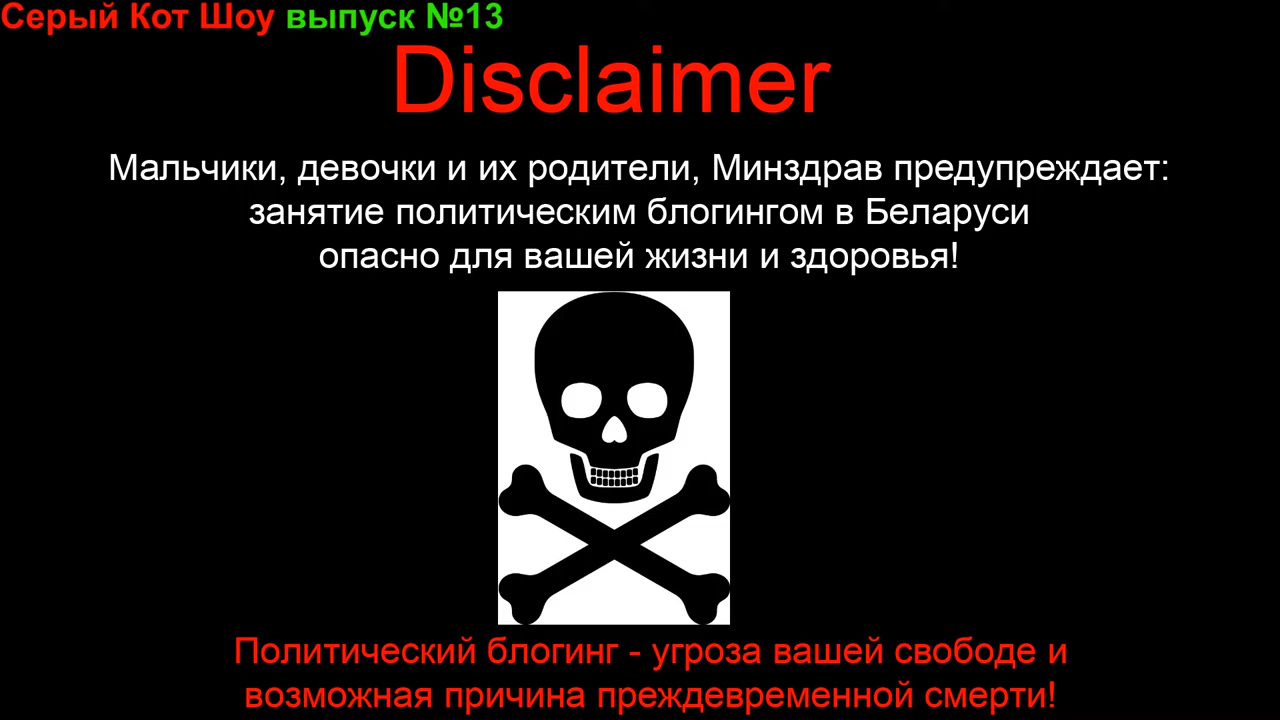 Серый Кот Шоу выпуск №13
Disclaimer
Мальчики, девочки и их родители, Минздрав предупреждает:
занятие политическим блогингом в Беларуси
опасно для вашей жизни и здоровья!
Политический блогинг - угроза вашей свободе и
возможная причина преждевременной смерти!